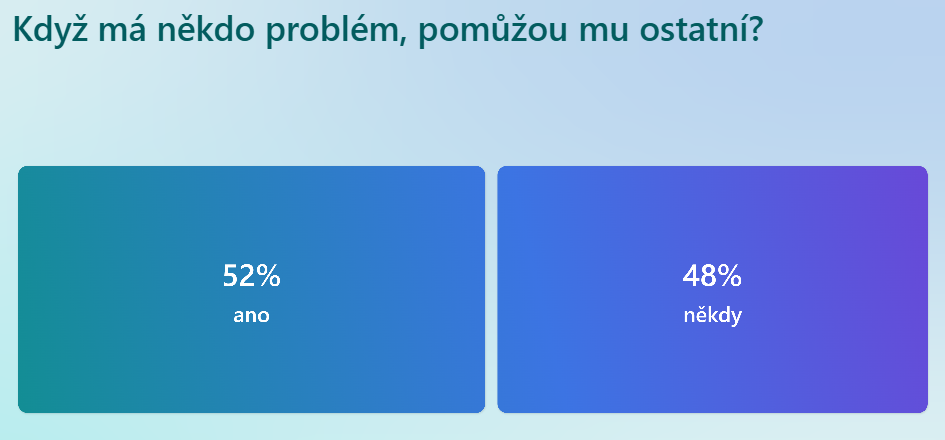 Když má někdo problém, pomůžou mu ostatní?
52%
ano
48%
někdy